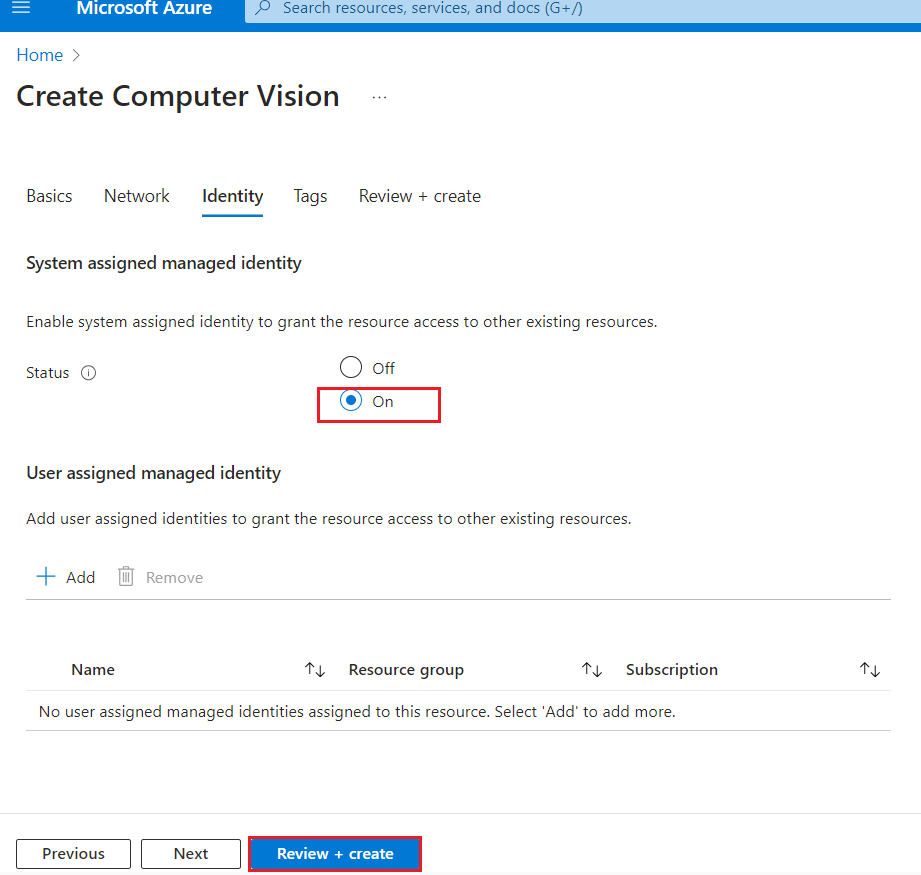 Microsoft Azure
Search resources, services, and docs (G+/)
Home
Create Computer Vision
...
Basics Network Identity Tags Review + create
System assigned managed identity
Enable system assigned identity to grant the resource access to other existing resources.
Status
Off
On
User assigned managed identity
Add user assigned identities to grant the resource access to other existing resources.
Add Remove
Name Resource group Subscription
No user assigned managed identities assigned to this resource. Select 'Add' to add more.
Previous Next Review + create